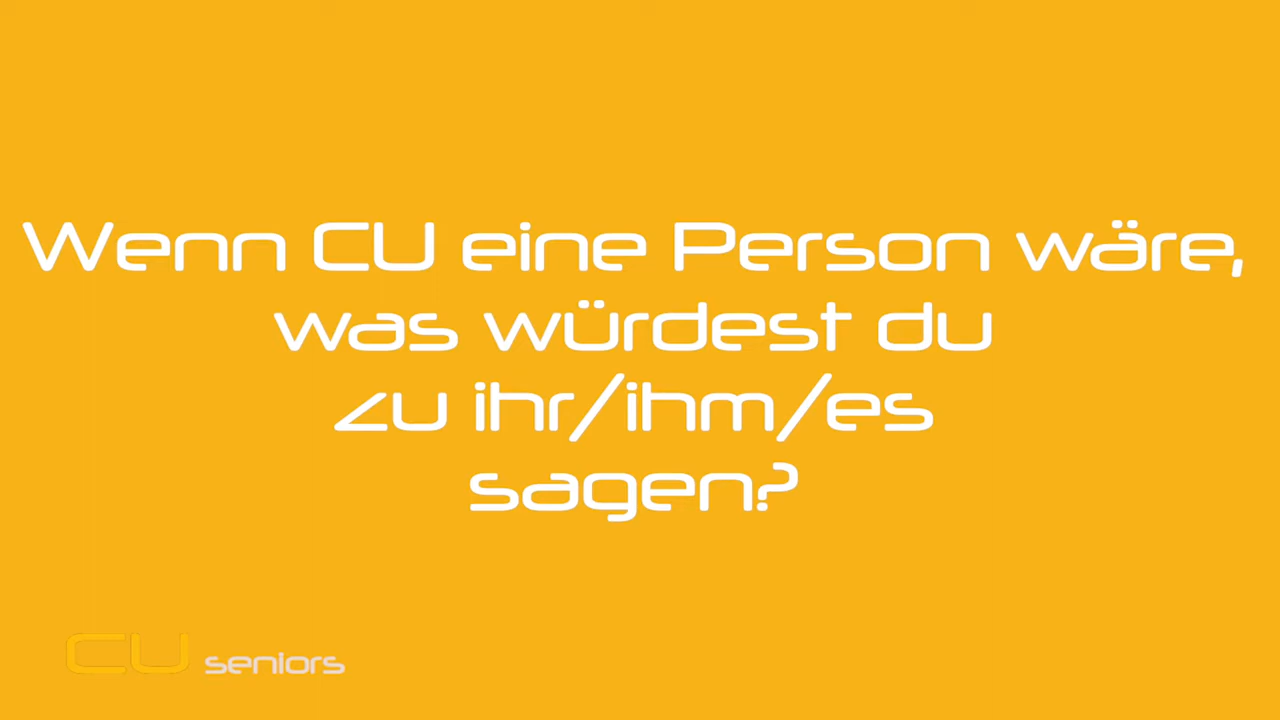 Wenn CU eine Person wäre,
was würdest du
zu ihr/ihm/es
sagen?
CU seniors